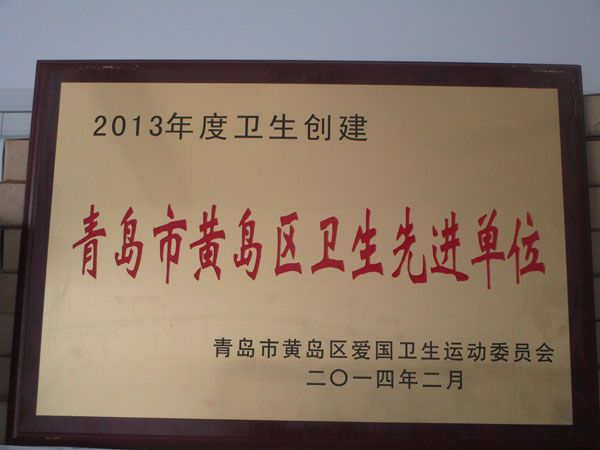 2013年度卫生创建
青岛市黄岛区卫生先进单位
青岛市黄岛区爱国卫生运动委员会
二〇一四年二月